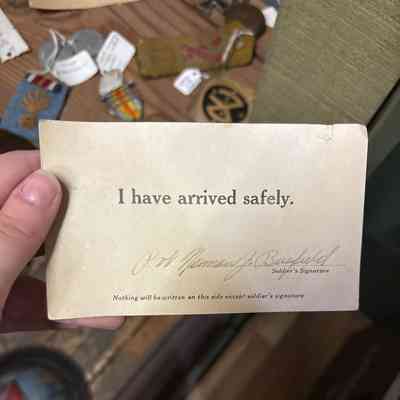 I have arrived safely.
Soldier's Signature
Nothing will be written on this side except soldier's signature